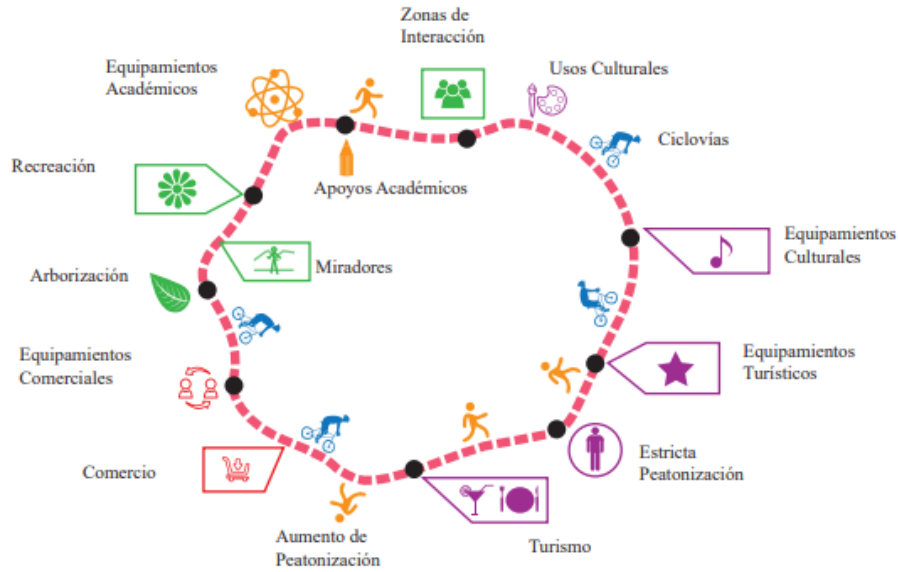 Zonas de
Interacción
Equipamientos
Académicos
Usos Culturales
Ciclovías
Recreación
Apoyos Académicos
Equipamientos
Culturales
Miradores
Arborización
Equipamientos
Comerciales
Equipamientos
Turísticos
Estricta
Peatonización
Comercio
Aumento de
Peatonización
Turismo